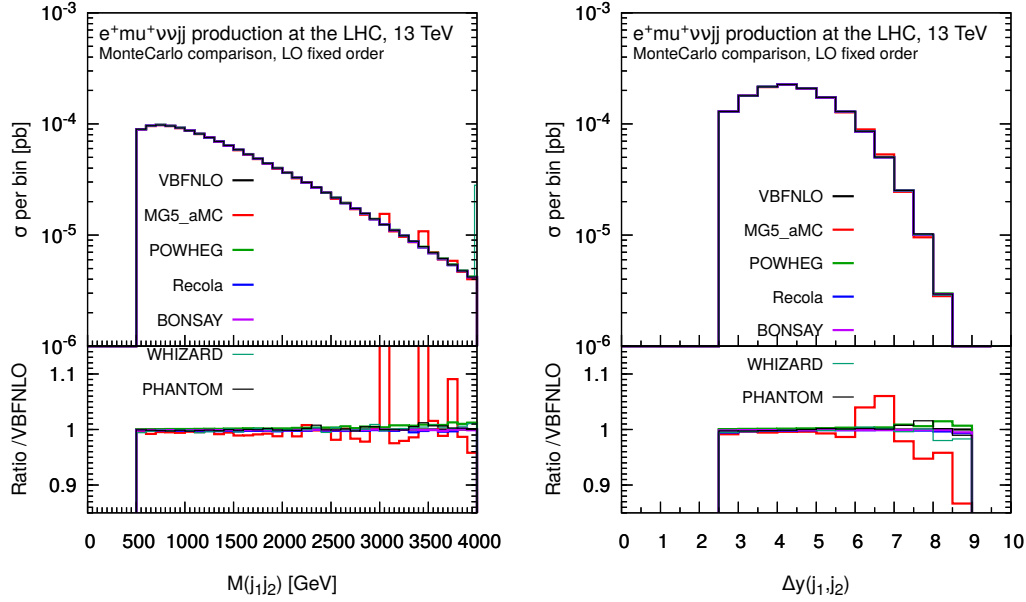 e⁺mu⁺ννjj production at the LHC, 13 TeV
MonteCarlo comparison, LO fixed order
σ per bin [pb]
10⁻³
10⁻⁴
10⁻⁵
10⁻⁶
VBFNLO
MG5_aMC
POWHEG
Recola
BONSAY
WHIZARD
PHANTOM
Ratio /VBFNLO
1.1
1
0.9
0 500 1000 1500 2000 2500 3000 3500 4000
M(j₁j₂) [GeV]
e⁺mu⁺ννjj production at the LHC, 13 TeV
MonteCarlo comparison, LO fixed order
σ per bin [pb]
10⁻³
10⁻⁴
10⁻⁵
10⁻⁶
VBFNLO
MG5_aMC
POWHEG
Recola
BONSAY
WHIZARD
PHANTOM
Ratio /VBFNLO
1.1
1
0.9
0 1 2 3 4 5 6 7 8 9 10
Δy(j₁,j₂)